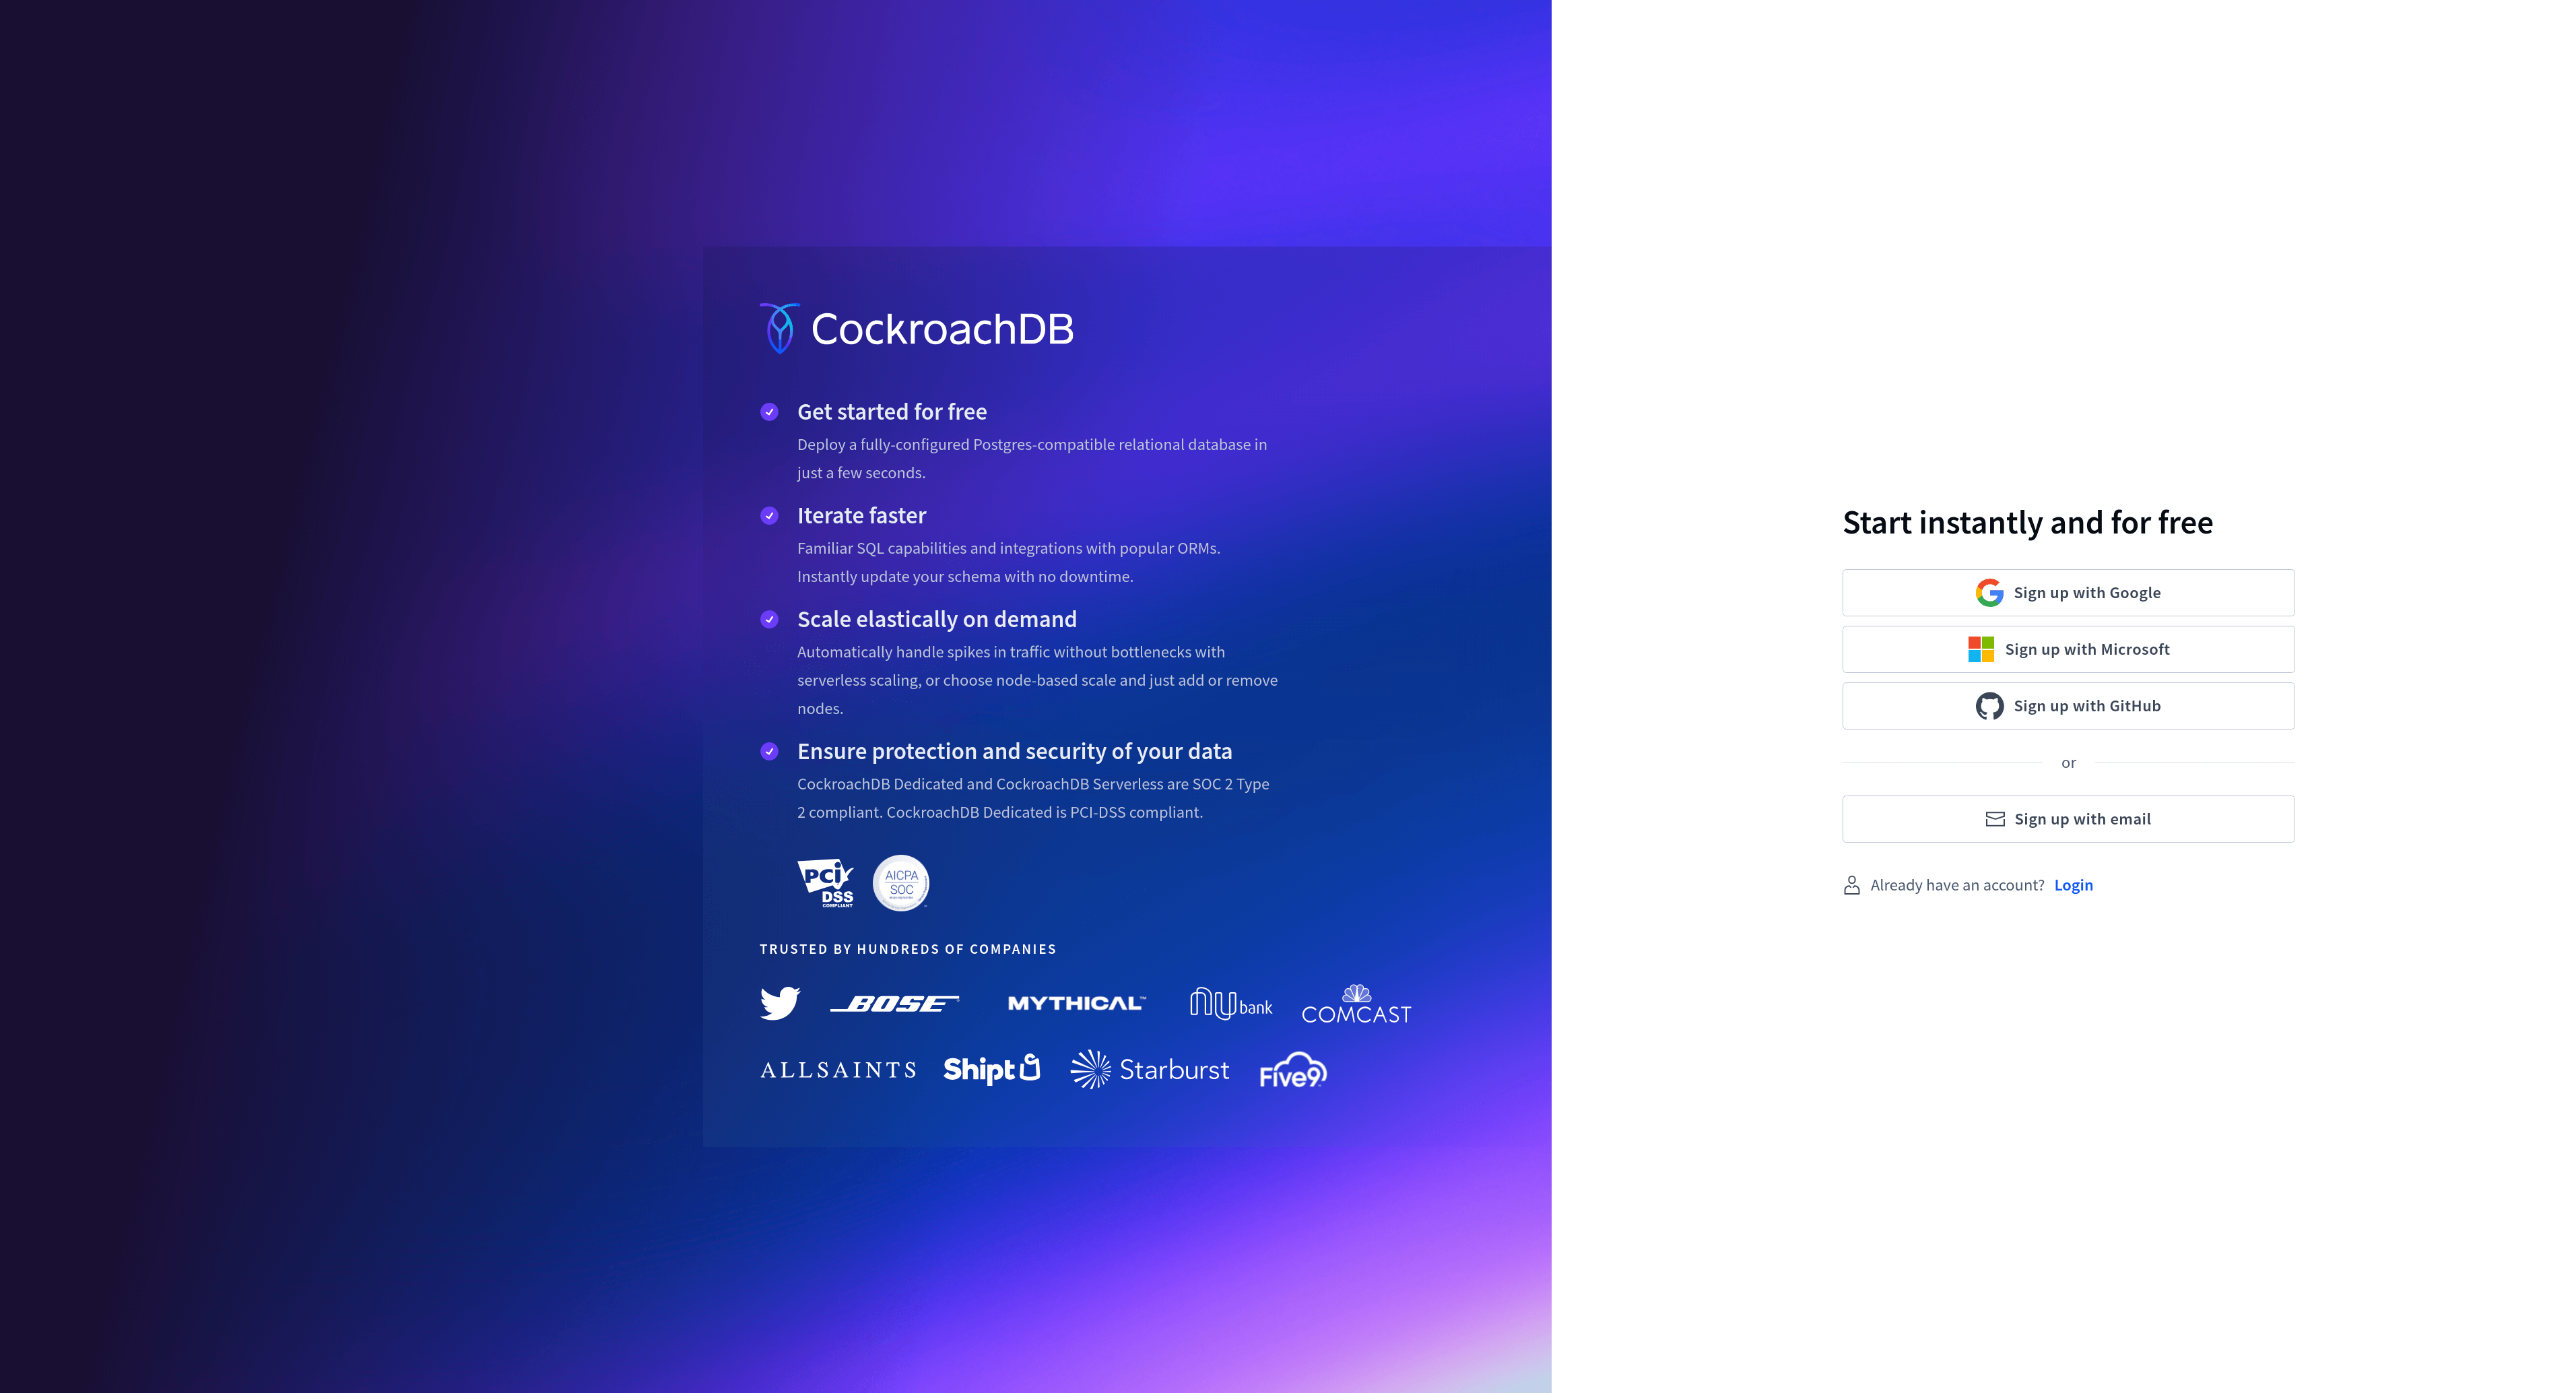 CockroachDB
Get started for free
Deploy a fully-configured Postgres-compatible relational database in
just a few seconds.
Iterate faster
Familiar SQL capabilities and integrations with popular ORMs.
Instantly update your schema with no downtime.
Scale elastically on demand
Automatically handle spikes in traffic without bottlenecks with
serverless scaling, or choose node-based scale and just add or remove
nodes.
Ensure protection and security of your data
CockroachDB Dedicated and CockroachDB Serverless are SOC 2 Type
2 compliant. CockroachDB Dedicated is PCI-DSS compliant.
PCi
DSS
COMPLIANT
AICPA
SOC
TRUSTED BY HUNDREDS OF COMPANIES
BOSE
MYTHICAL™
nu bank
COMCAST
ALLSAINTS
Shipt
Starburst
Five9
Start instantly and for free
Sign up with Google
Sign up with Microsoft
Sign up with GitHub
or
Sign up with email
Already have an account? Login